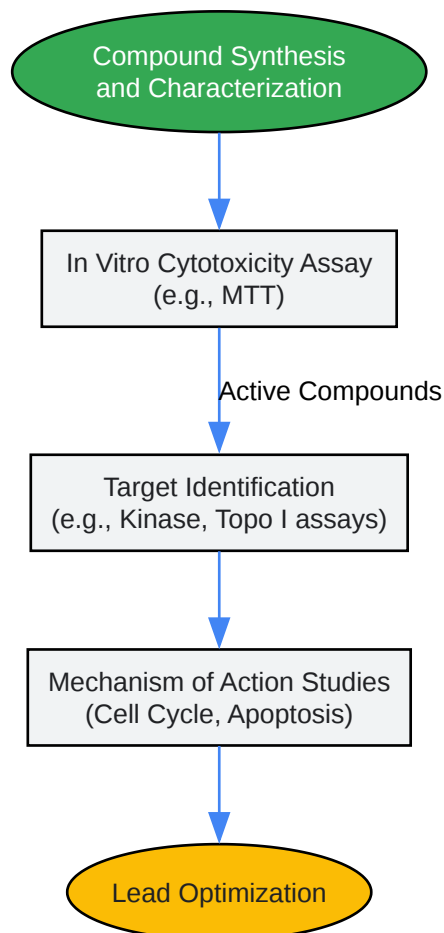 Compound Synthesis
and Characterization
In Vitro Cytotoxicity Assay
(e.g., MTT)
Active Compounds
Target Identification
(e.g., Kinase, Topo I assays)
Mechanism of Action Studies
(Cell Cycle, Apoptosis)
Lead Optimization